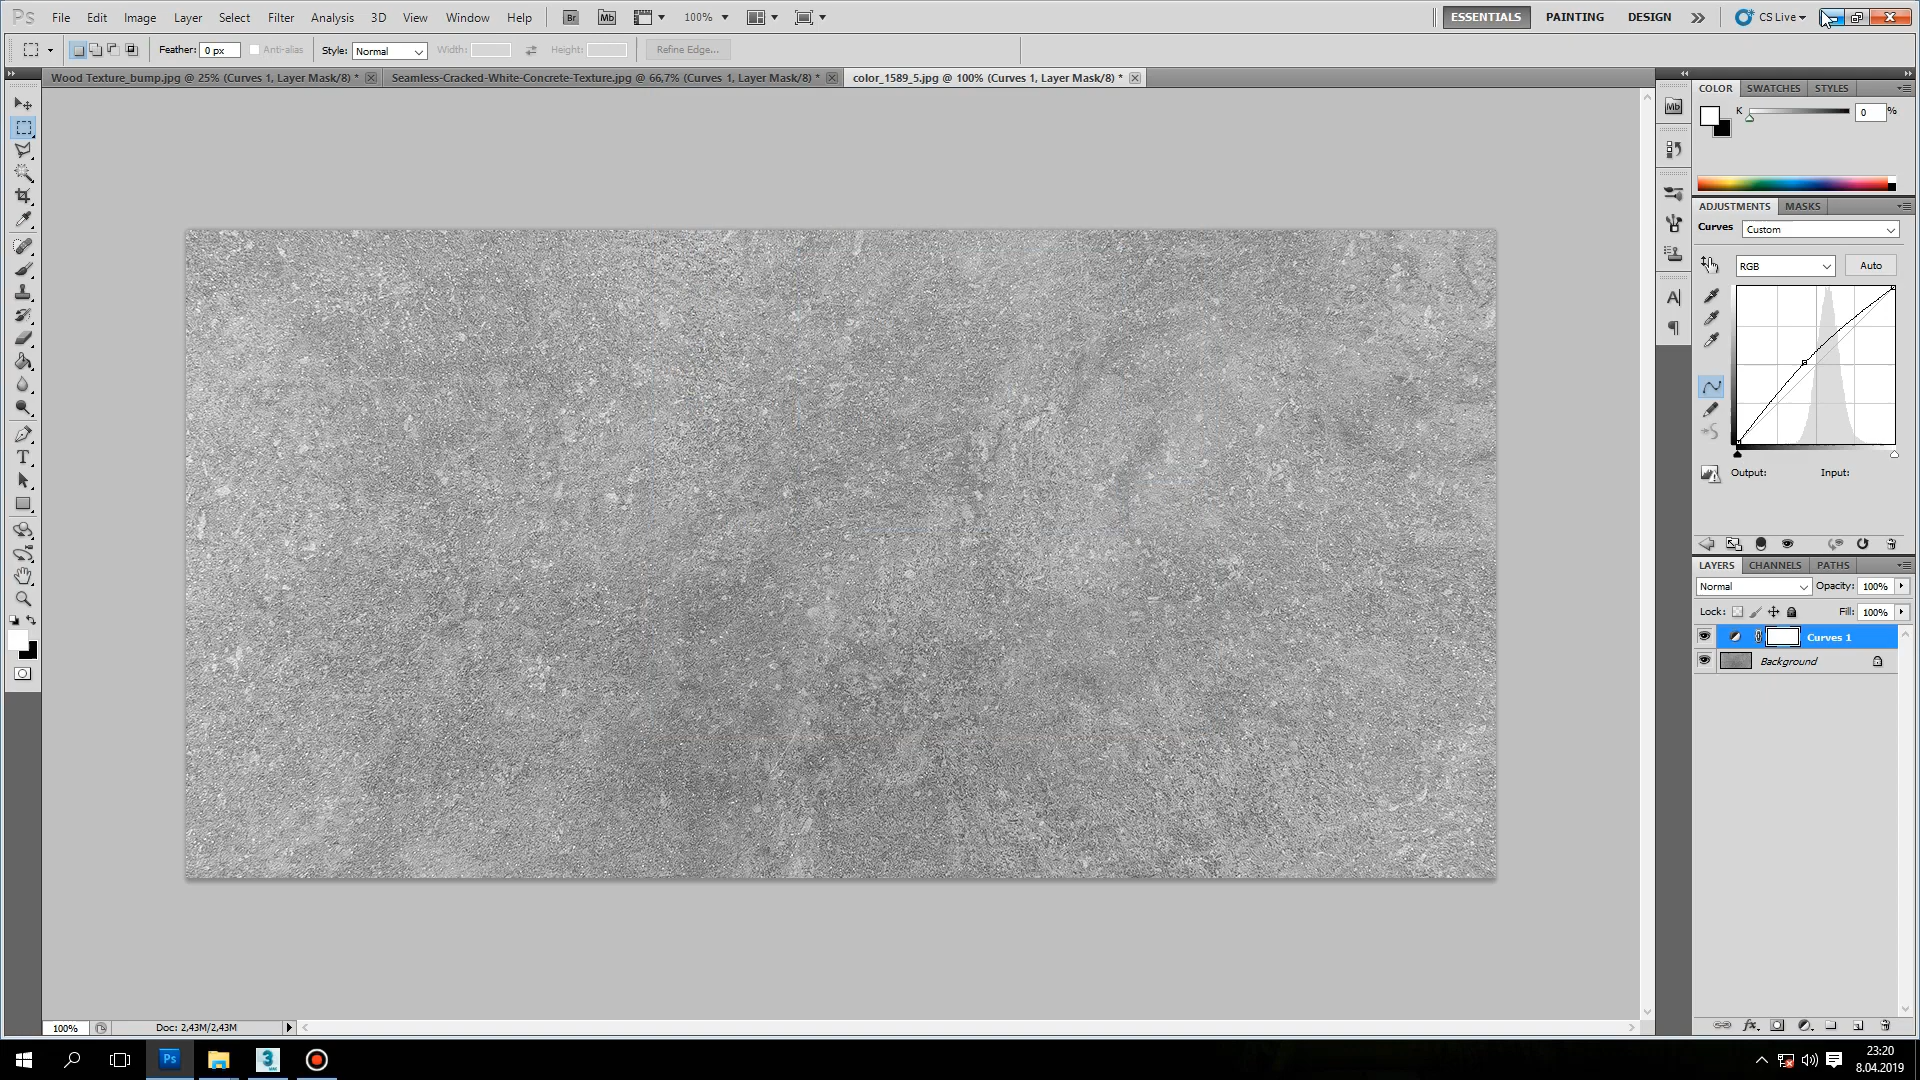 Ps File Edit Image Layer Select Filter Analysis 3D View Window Help Br Mb 100% ESSENTIALS PAINTING DESIGN CS Live
Feather: 0 px Anti-alias Style: Normal Width: Height: Refine Edge...
Wood Texture_bump.jpg @ 25% (Curves 1, Layer Mask/8) * Seamless-Cracked-White-Concrete-Texture.jpg @ 66,7% (Curves 1, Layer Mask/8) * color_1589_5.jpg @ 100% (Curves 1, Layer Mask/8) *
COLOR SWATCHES STYLES
Mb
K 0 %
ADJUSTMENTS MASKS
Curves Custom
RGB Auto
Output: Input:
LAYERS CHANNELS PATHS
Normal Opacity: 100%
Lock: Fill: 100%
Curves 1
Background
100% Doc: 2,43M/2,43M
Ps 3
23:20
8.04.2019